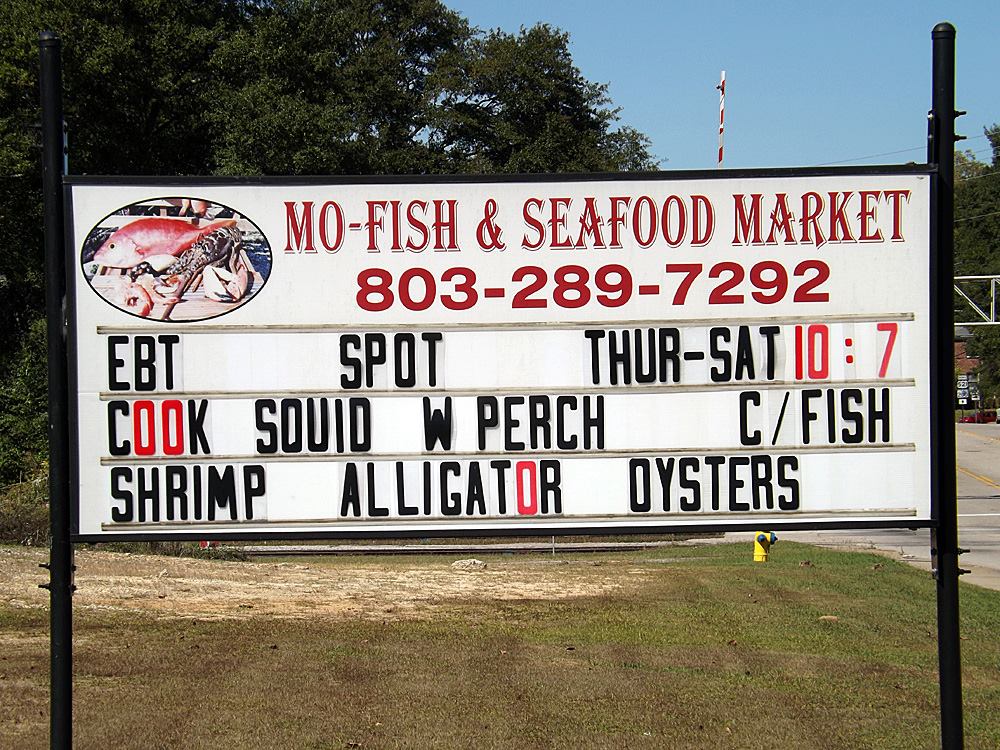 MO-FISH & SEAFOOD MARKET
803-289-7292
EBT SPOT THUR-SAT 10:7
COOK SQUID W PERCH C/FISH
SHRIMP ALLIGATOR OYSTERS